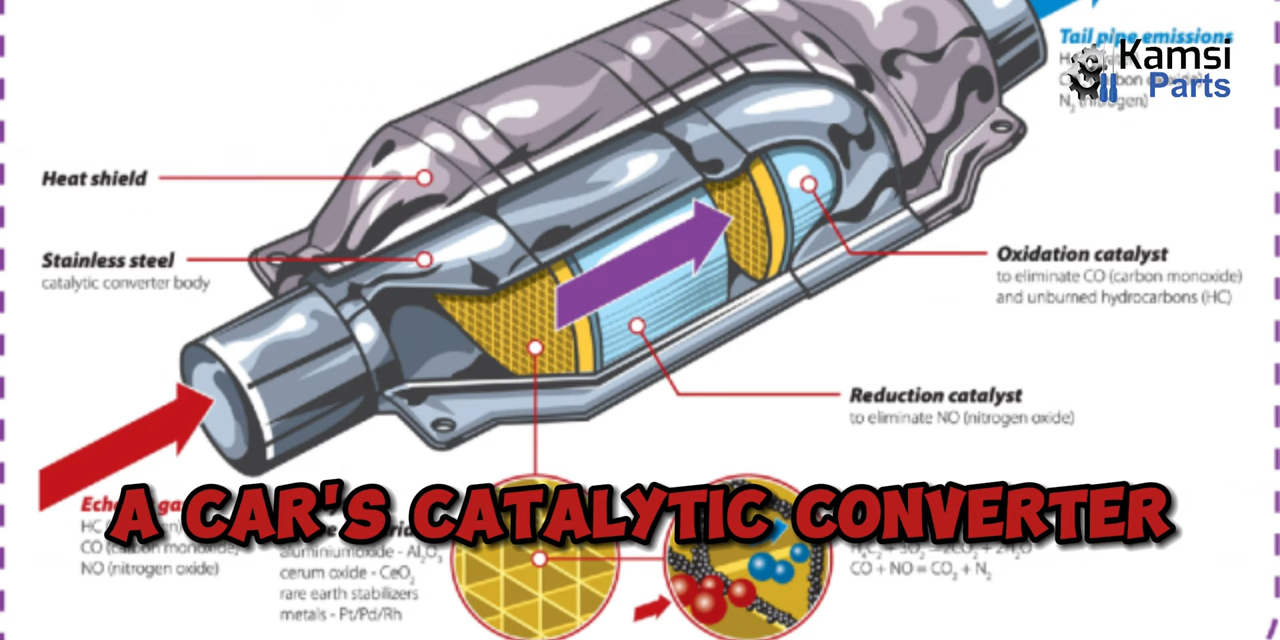 Tail pipe emissions
N₂ (nitrogen)
Kamsi
Parts
Heat shield
Stainless steel
catalytic converter body
Oxidation catalyst
to eliminate CO (carbon monoxide)
and unburned hydrocarbons (HC)
Reduction catalyst
to eliminate NO (nitrogen oxide)
A CAR'S CATALYTIC CONVERTER
HC
CO (carbon monoxide)
NO (nitrogen oxide)
aluminiumoxide - Al₂O₃
cerum oxide - CeO₂
rare earth stabilizers
metals - Pt/Pd/Rh
CO + NO = CO₂ + N₂